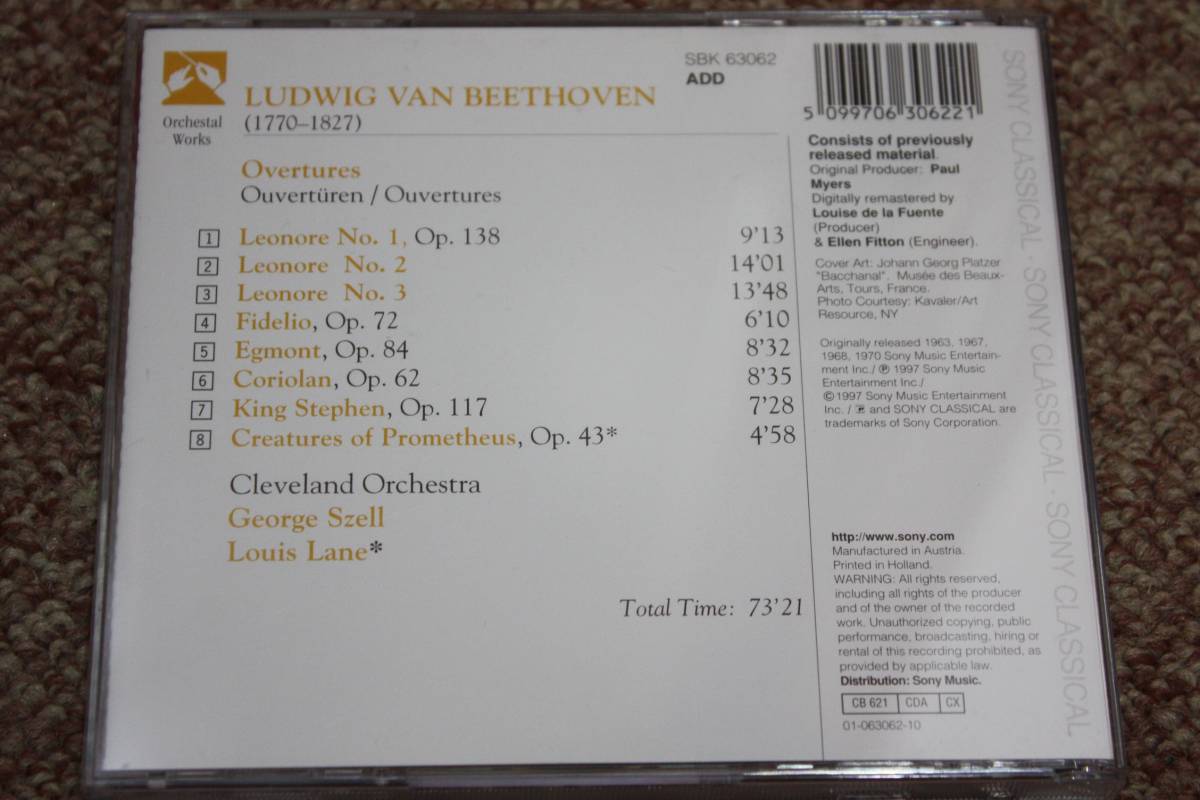 Orchestal
Works
LUDWIG VAN BEETHOVEN
(1770–1827)
SBK 63062
ADD
Overtures
Ouvertüren / Ouvertures
1 Leonore No. 1, Op. 138 9'13
2 Leonore No. 2 14'01
3 Leonore No. 3 13'48
4 Fidelio, Op. 72 6'10
5 Egmont, Op. 84 8'32
6 Coriolan, Op. 62 8'35
7 King Stephen, Op. 117 7'28
8 Creatures of Prometheus, Op. 43* 4'58
Cleveland Orchestra
George Szell
Louis Lane*
Total Time: 73'21
5 099706 306221
Consists of previously
released material.
Original Producer: Paul
Myers
Digitally remastered by
Louise de la Fuente
(Producer)
& Ellen Fitton (Engineer).
Cover Art: Johann Georg Platzer
"Bacchanal". Musée des Beaux-
Arts, Tours, France.
Photo Courtesy: Kavaler/Art
Resource, NY
Originally released 1963, 1967,
1968, 1970 Sony Music Entertain-
ment Inc./ ℗ 1997 Sony Music
Entertainment Inc./
© 1997 Sony Music Entertainment
Inc. / and SONY CLASSICAL are
trademarks of Sony Corporation.
http://www.sony.com
Manufactured in Austria.
Printed in Holland.
WARNING: All rights reserved,
including all rights of the producer
and of the owner of the recorded
work. Unauthorized copying, public
performance, broadcasting, hiring or
rental of this recording prohibited, as
provided by applicable law.
Distribution: Sony Music.
CB 621 CDA CX
01-063062-10
SONY CLASSICAL · SONY CLASSICAL · SONY CLASSICAL